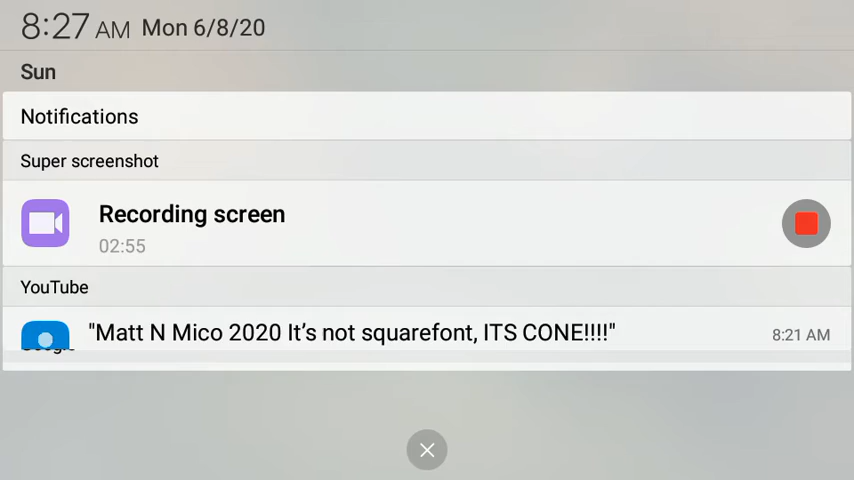 8:27 AM Mon 6/8/20
Sun
Notifications
Super screenshot
Recording screen
02:55
YouTube
"Matt N Mico 2020 It's not squarefont, ITS CONE!!!!" 8:21 AM
Google